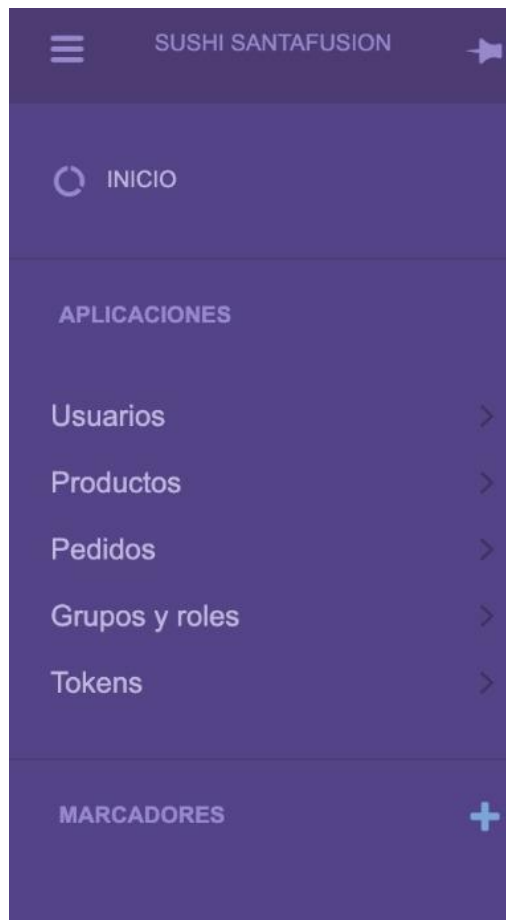 SUSHI SANTAFUSION
INICIO
APLICACIONES
Usuarios
Productos
Pedidos
Grupos y roles
Tokens
MARCADORES